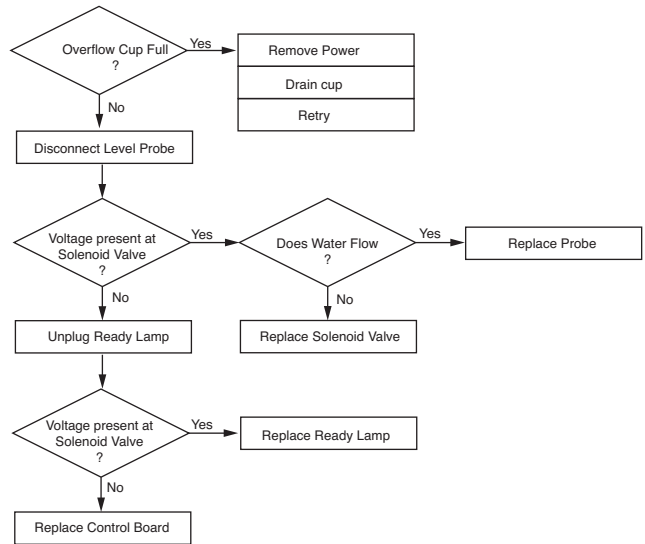 Overflow Cup Full
?
Yes
Remove Power
Drain cup
Retry
No
Disconnect Level Probe
Voltage present at
Solenoid Valve
?
Yes
Does Water Flow
?
Yes
Replace Probe
No
No
Unplug Ready Lamp
Replace Solenoid Valve
Voltage present at
Solenoid Valve
?
Yes
Replace Ready Lamp
No
Replace Control Board